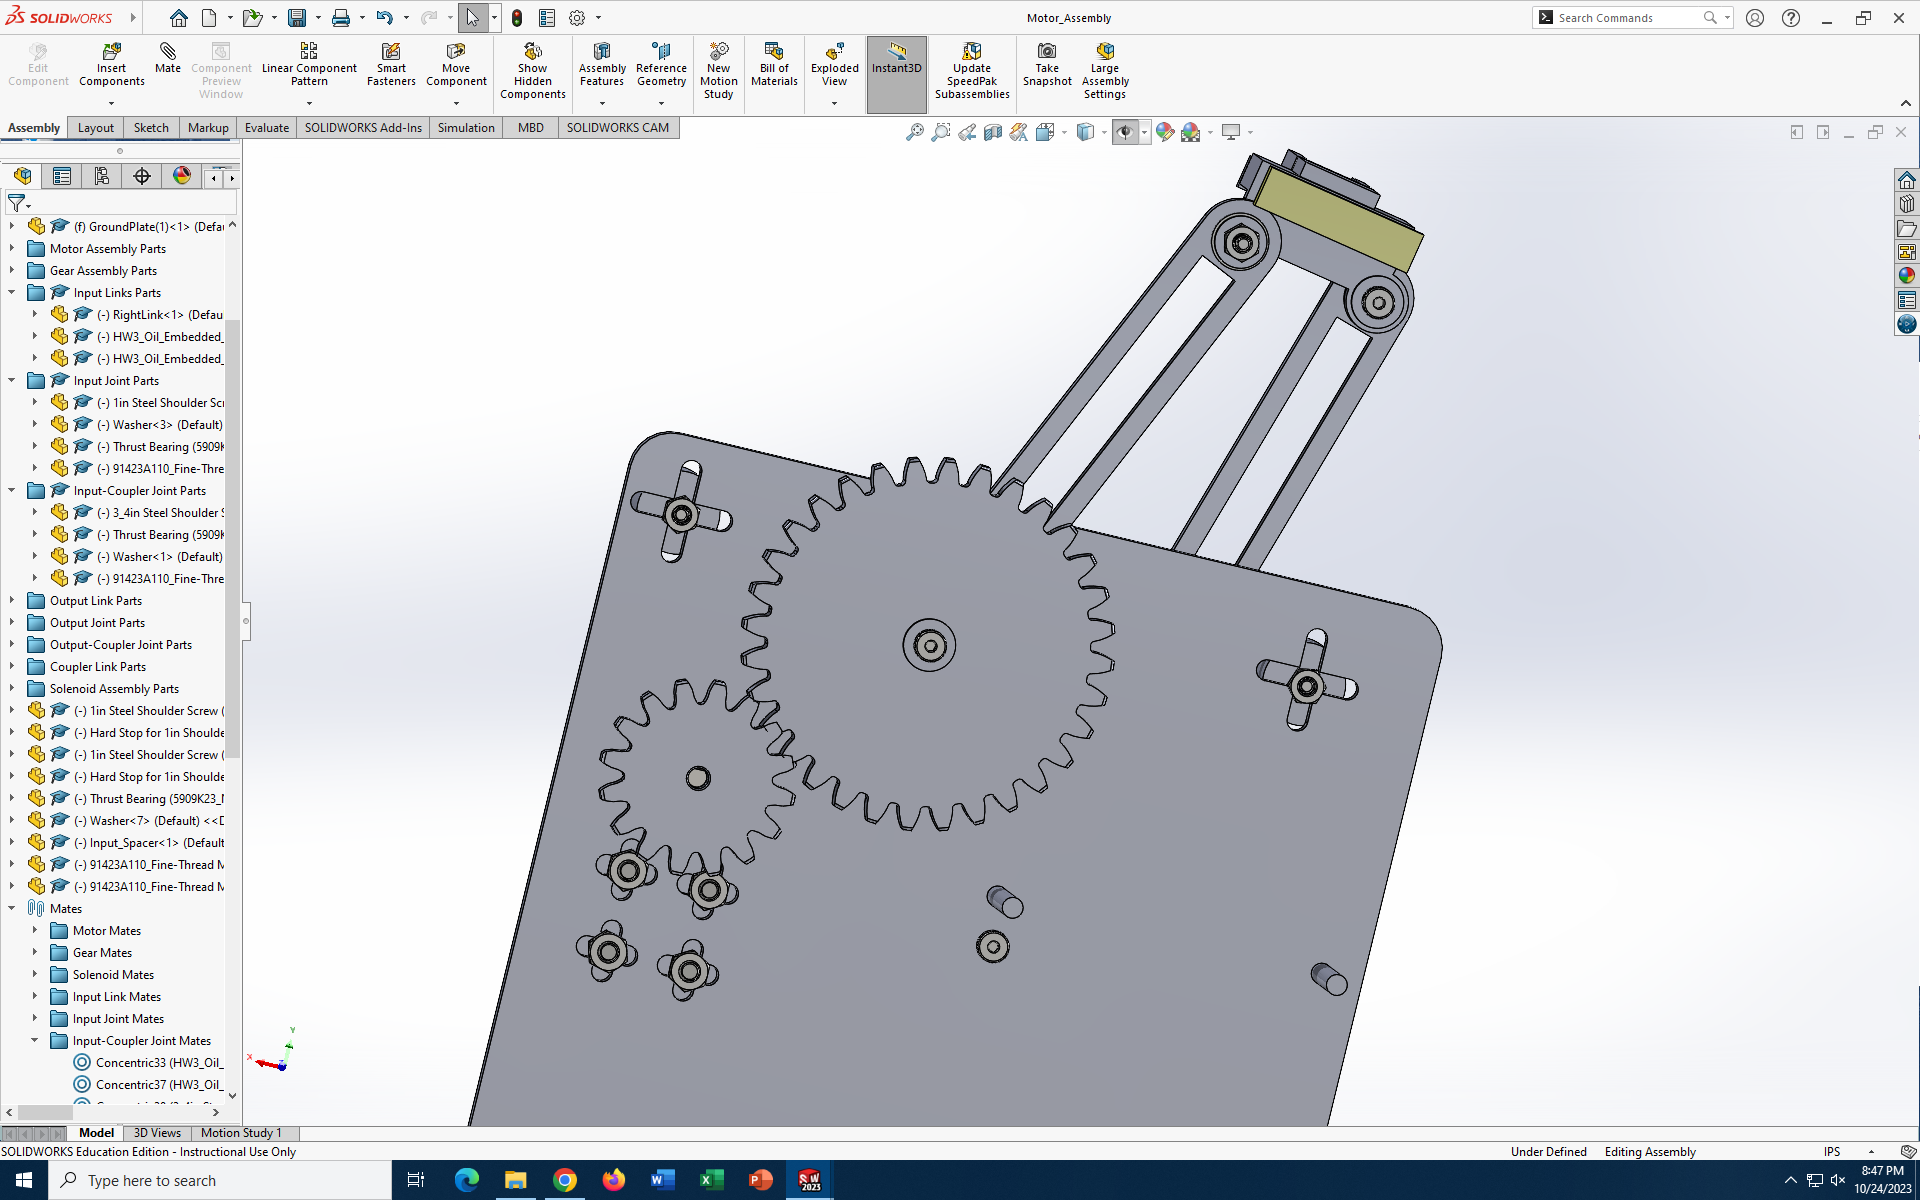 SOLIDWORKS
Motor_Assembly
Search Commands
Edit Component
Insert Components
Mate
Component Preview Window
Linear Component Pattern
Smart Fasteners
Move Component
Show Hidden Components
Assembly Features
Reference Geometry
New Motion Study
Bill of Materials
Exploded View
Instant3D
Update SpeedPak Subassemblies
Take Snapshot
Large Assembly Settings
Assembly
Layout
Sketch
Markup
Evaluate
SOLIDWORKS Add-Ins
Simulation
MBD
SOLIDWORKS CAM
(f) GroundPlate(1)<1> (Defau
Motor Assembly Parts
Gear Assembly Parts
Input Links Parts
(-) RightLink<1> (Defau
(-) HW3_Oil_Embedded_
(-) HW3_Oil_Embedded_
Input Joint Parts
(-) 1in Steel Shoulder Scr
(-) Washer<3> (Default)
(-) Thrust Bearing (5909K
(-) 91423A110_Fine-Thre
Input-Coupler Joint Parts
(-) 3_4in Steel Shoulder S
(-) Thrust Bearing (5909K
(-) Washer<1> (Default)
(-) 91423A110_Fine-Thre
Output Link Parts
Output Joint Parts
Output-Coupler Joint Parts
Coupler Link Parts
Solenoid Assembly Parts
(-) 1in Steel Shoulder Screw (
(-) Hard Stop for 1in Shoulde
(-) 1in Steel Shoulder Screw (
(-) Hard Stop for 1in Shoulde
(-) Thrust Bearing (5909K23_N
(-) Washer<7> (Default) <<D
(-) Input_Spacer<1> (Default
(-) 91423A110_Fine-Thread M
(-) 91423A110_Fine-Thread M
Mates
Motor Mates
Gear Mates
Solenoid Mates
Input Link Mates
Input Joint Mates
Input-Coupler Joint Mates
Concentric33 (HW3_Oil_
Concentric37 (HW3_Oil_
Y
X
Model
3D Views
Motion Study 1
SOLIDWORKS Education Edition - Instructional Use Only
Under Defined
Editing Assembly
IPS
Type here to search
SW 2023
8:47 PM
10/24/2023